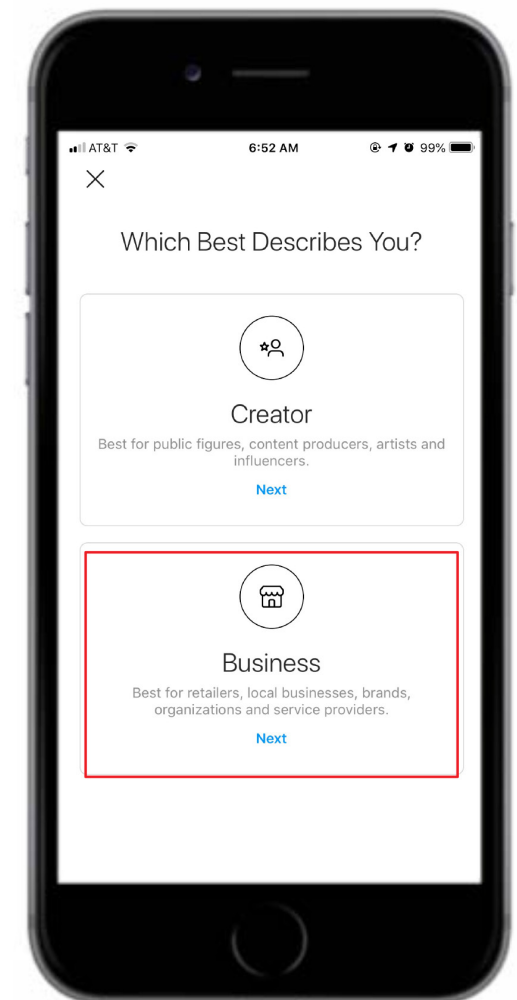 AT&T 6:52 AM 99%
Which Best Describes You?
Creator
Best for public figures, content producers, artists and
influencers.
Next
Business
Best for retailers, local businesses, brands,
organizations and service providers.
Next